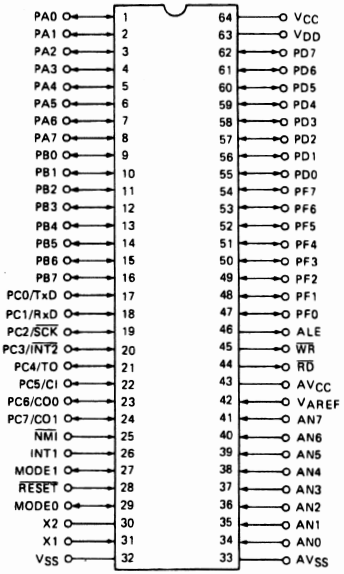 PA0 1 64 VCC
PA1 2 63 VDD
PA2 3 62 PD7
PA3 4 61 PD6
PA4 5 60 PD5
PA5 6 59 PD4
PA6 7 58 PD3
PA7 8 57 PD2
PB0 9 56 PD1
PB1 10 55 PD0
PB2 11 54 PF7
PB3 12 53 PF6
PB4 13 52 PF5
PB5 14 51 PF4
PB6 15 50 PF3
PB7 16 49 PF2
PC0/TxD 17 48 PF1
PC1/RxD 18 47 PF0
PC2/S̅C̅K̅ 19 46 ALE
PC3/I̅N̅T̅2̅ 20 45 W̅R̅
PC4/TO 21 44 R̅D̅
PC5/CI 22 43 AVCC
PC6/CO0 23 42 VAREF
PC7/CO1 24 41 AN7
N̅M̅I̅ 25 40 AN6
INT1 26 39 AN5
MODE1 27 38 AN4
R̅E̅S̅E̅T̅ 28 37 AN3
MODE0 29 36 AN2
X2 30 35 AN1
X1 31 34 AN0
VSS 32 33 AVSS